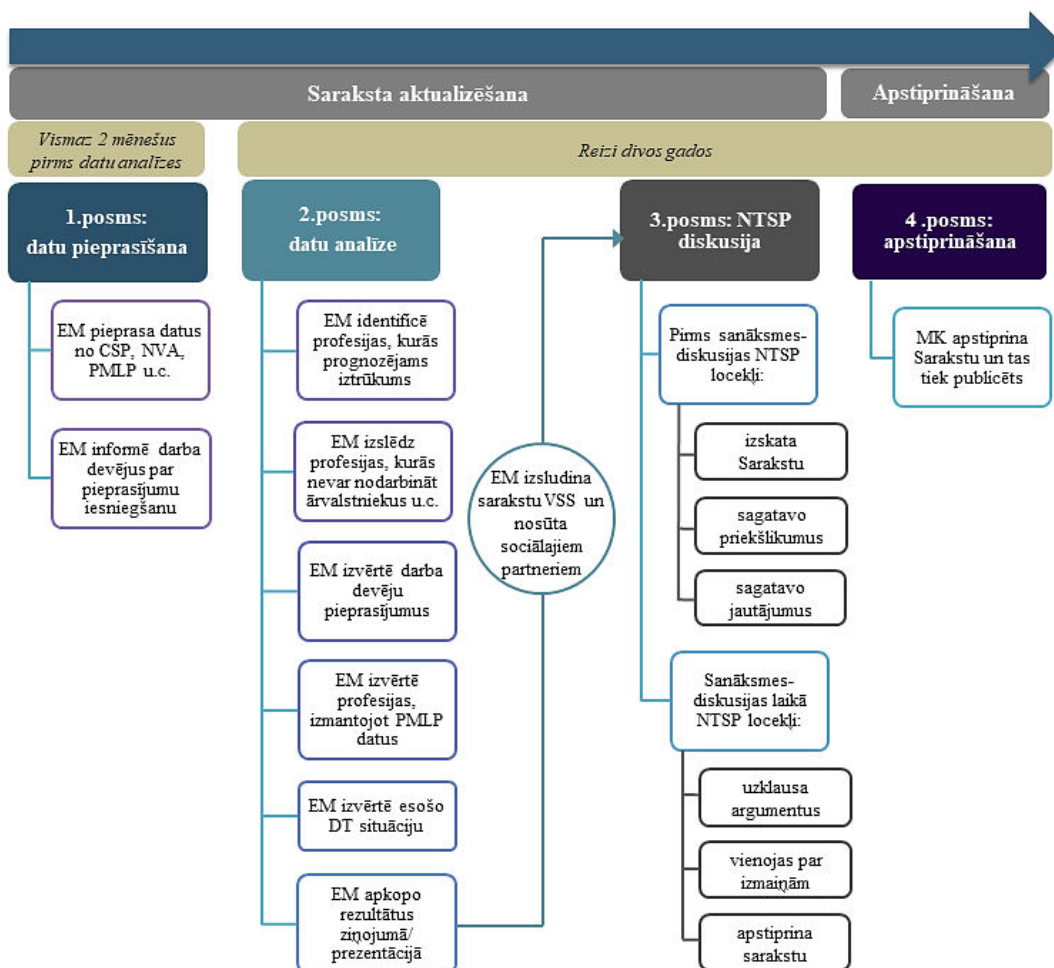 Saraksta aktualizēšana
Apstiprināšana
Vismaz 2 mēnešus
pirms datu analīzes
Reizi divos gados
1.posms:
datu pieprasīšana
EM pieprasa datus
no CSP, NVA,
PMLP u.c.
EM informē darba
devējus par
pieprasījumu
iesniegšanu
2.posms:
datu analīze
EM identificē
profesijas, kurās
prognozējams
iztrūkums
EM izslēdz
profesijas, kurās
nevar nodarbināt
ārvalstniekus u.c.
EM izvērtē darba
devēju
pieprasījumus
EM izvērtē
profesijas,
izmantojot PMLP
datus
EM izvērtē esošo
DT situāciju
EM apkopo
rezultātus
ziņojumā/
prezentācijā
EM izsludina
sarakstu VSS un
nosūta
sociālajiem
partneriem
3.posms: NTSP
diskusija
Pirms sanāksmes-
diskusijas NTSP
locekļi:
izskata
Sarakstu
sagatavo
priekšlikumus
sagatavo
jautājumus
Sanāksmes-
diskusijas laikā
NTSP locekļi:
uzklausa
argumentus
vienojas par
izmaiņām
apstiprina
sarakstu
4 .posms:
apstiprināšana
MK apstiprina
Sarakstu un tas
tiek publicēts